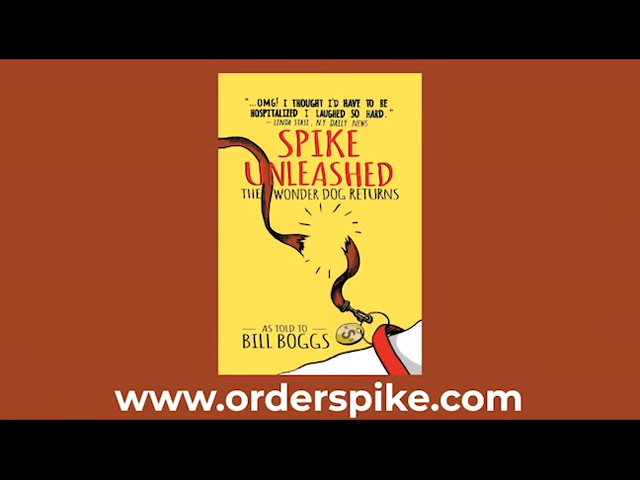 "...OMG! I THOUGHT I'D HAVE TO BE
HOSPITALIZED I LAUGHED SO HARD."
- LINDA STASI, N.Y. DAILY NEWS
SPIKE
UNLEASHED
THE WONDER DOG RETURNS
AS TOLD TO
BILL BOGGS
www.orderspike.com